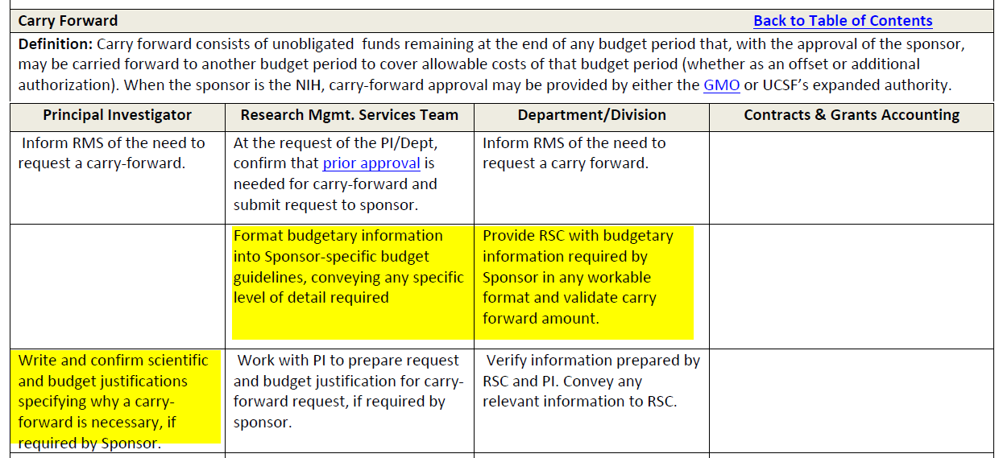 Carry Forward Back to Table of Contents
Definition: Carry forward consists of unobligated funds remaining at the end of any budget period that, with the approval of the sponsor,
may be carried forward to another budget period to cover allowable costs of that budget period (whether as an offset or additional
authorization). When the sponsor is the NIH, carry-forward approval may be provided by either the GMO or UCSF’s expanded authority.
Principal Investigator
Research Mgmt. Services Team
Department/Division
Contracts & Grants Accounting
Inform RMS of the need to
request a carry-forward.
At the request of the PI/Dept,
confirm that prior approval is
needed for carry-forward and
submit request to sponsor.
Inform RMS of the need to
request a carry forward.
Format budgetary information
into Sponsor-specific budget
guidelines, conveying any specific
level of detail required
Provide RSC with budgetary
information required by
Sponsor in any workable
format and validate carry
forward amount.
Write and confirm scientific
and budget justifications
specifying why a carry-
forward is necessary, if
required by Sponsor.
Work with PI to prepare request
and budget justification for carry-
forward request, if required by
sponsor.
Verify information prepared by
RSC and PI. Convey any
relevant information to RSC.